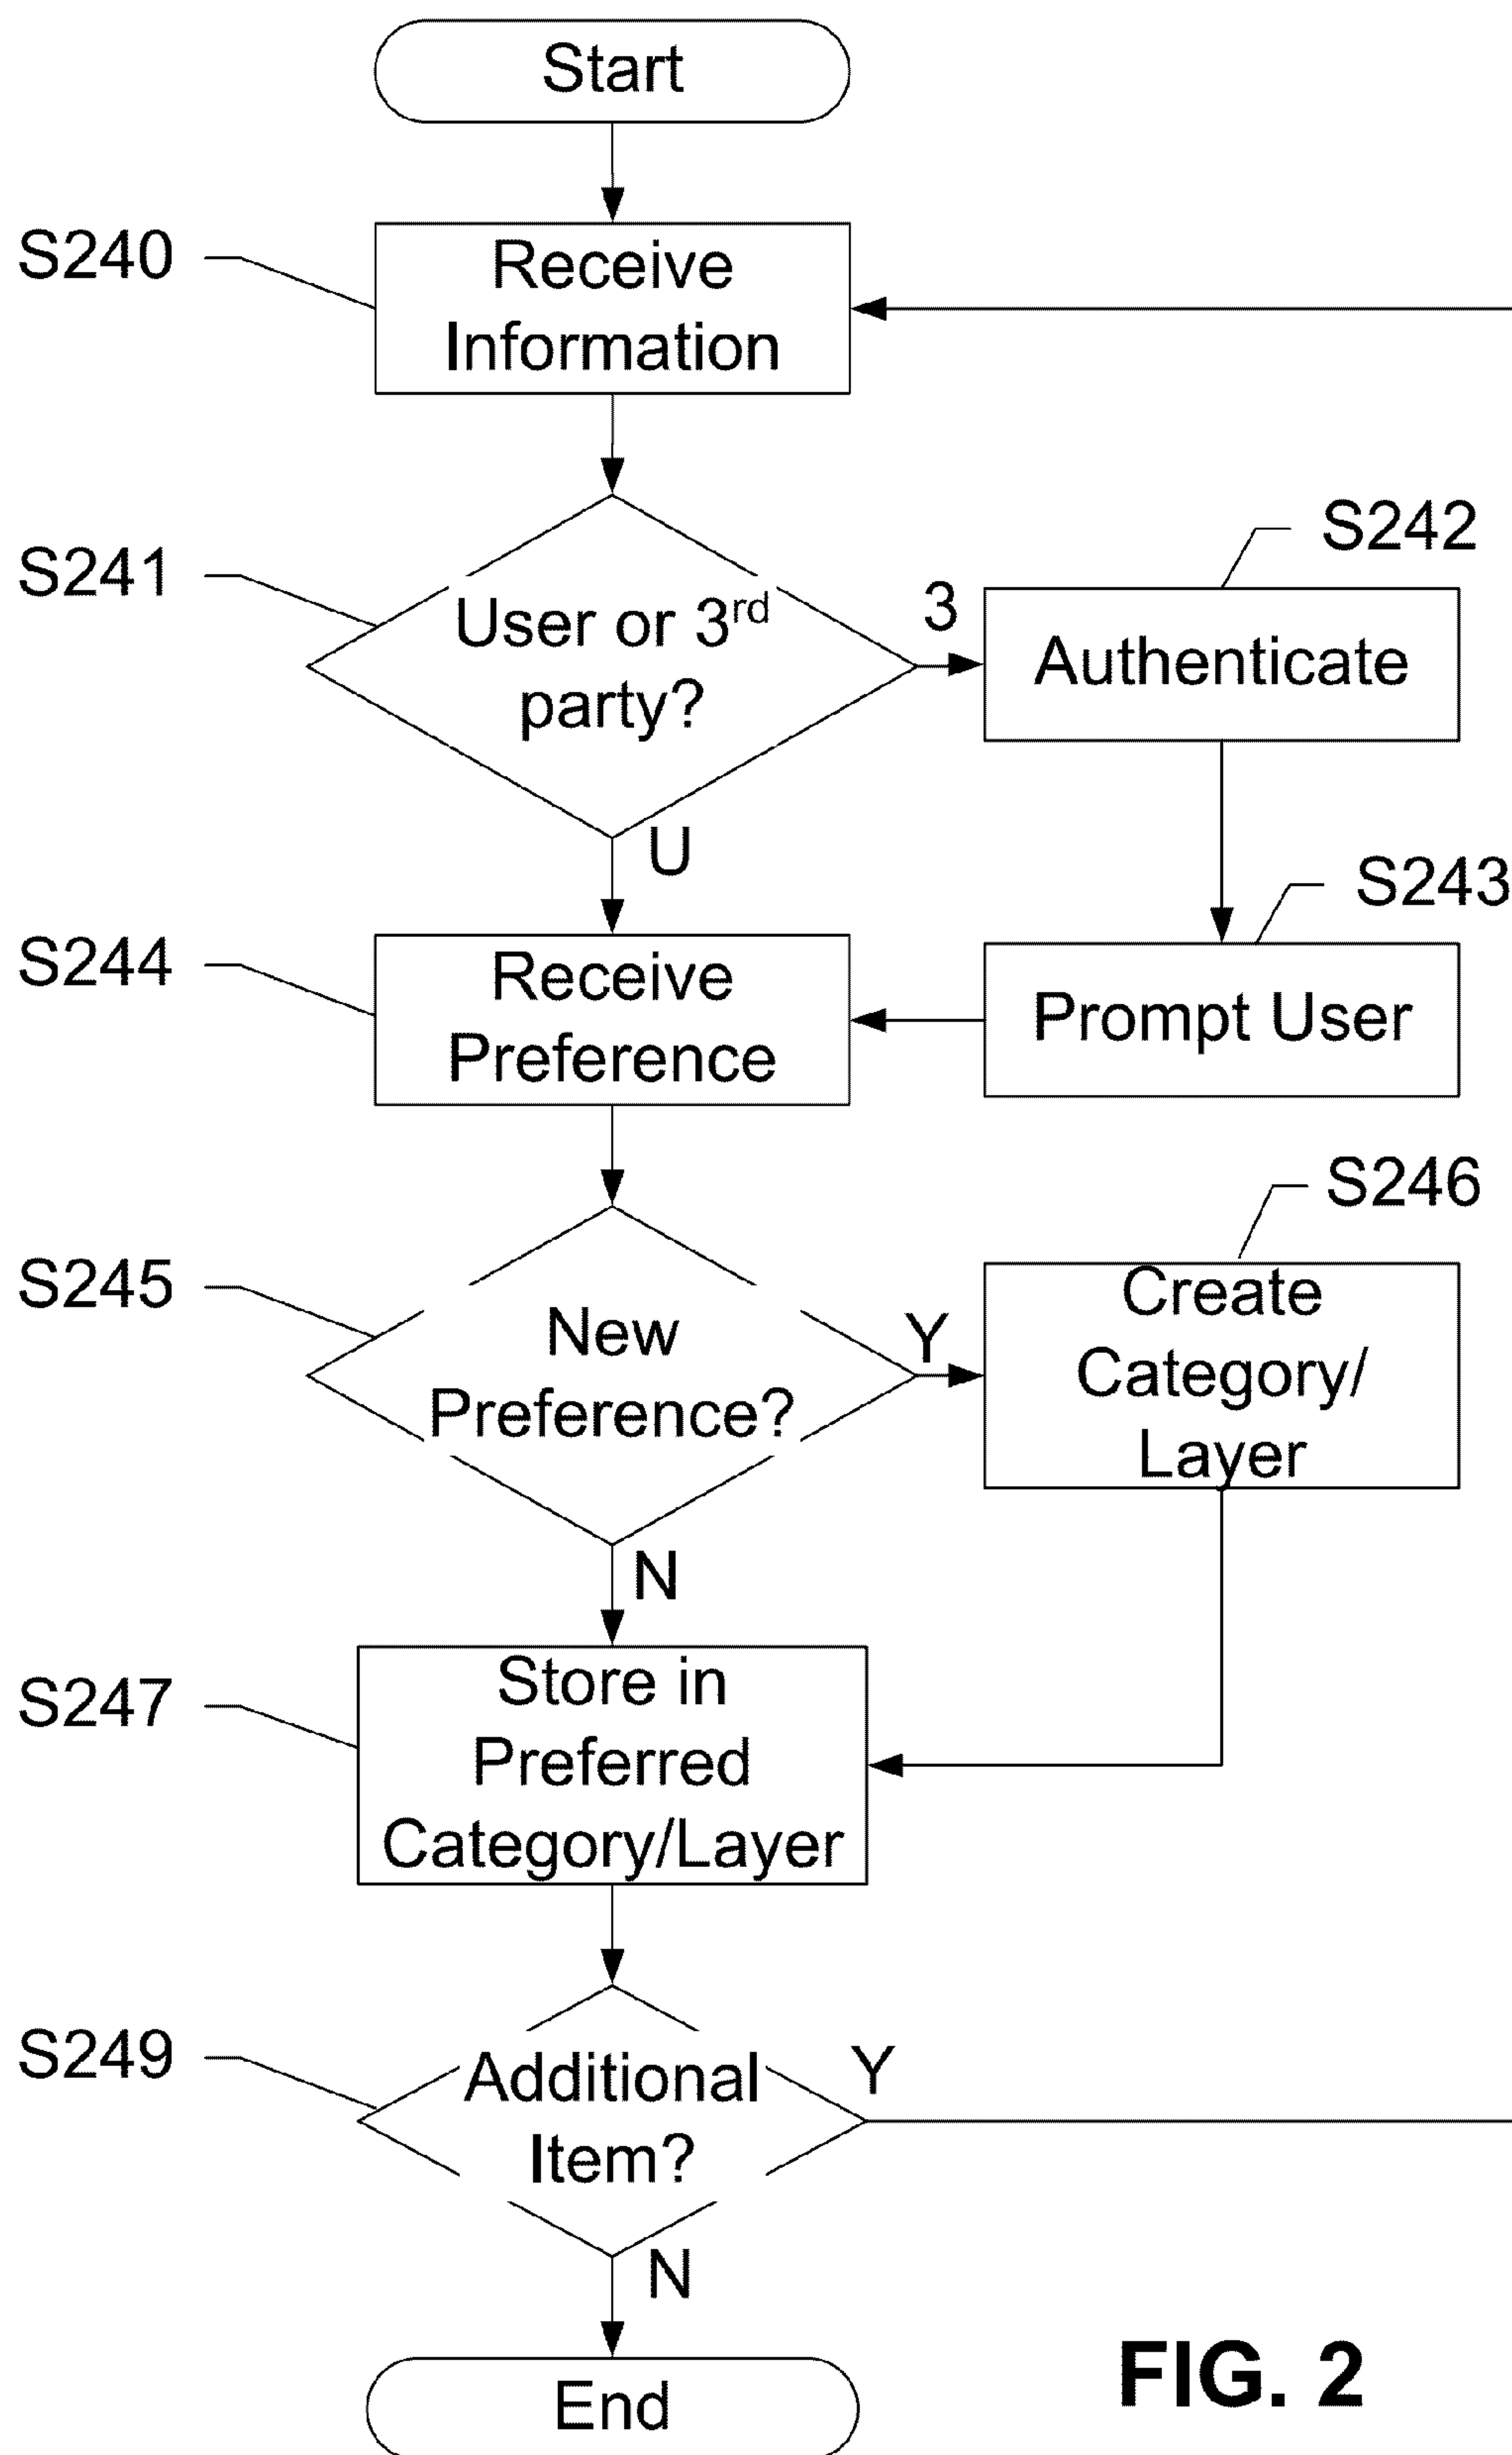 Start
S240
Receive
Information
S241
User or 3rd
party?
3
S242
Authenticate
U
S243
Prompt User
S244
Receive
Preference
S245
New
Preference?
Y
S246
Create
Category/
Layer
N
S247
Store in
Preferred
Category/Layer
S249
Additional
Item?
Y
N
End
FIG. 2